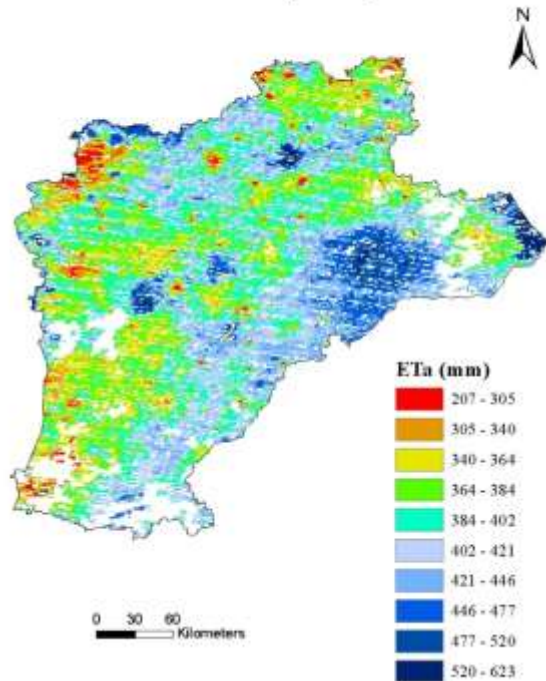 N
ETa (mm)
207 - 305
305 - 340
340 - 364
364 - 384
384 - 402
402 - 421
421 - 446
446 - 477
477 - 520
520 - 623
0 30 60
Kilometers